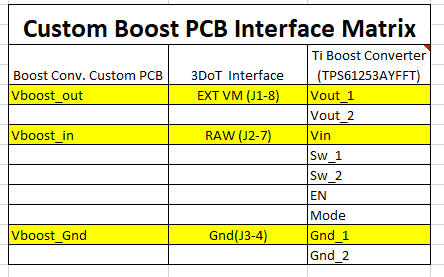 Custom Boost PCB Interface Matrix
Boost Conv. Custom PCB 3DoT Interface Ti Boost Converter (TPS61253AYFFT)
Vboost_out EXT VM (J1-8) Vout_1
Vout_2
Vboost_in RAW (J2-7) Vin
Sw_1
Sw_2
EN
Mode
Vboost_Gnd Gnd(J3-4) Gnd_1
Gnd_2